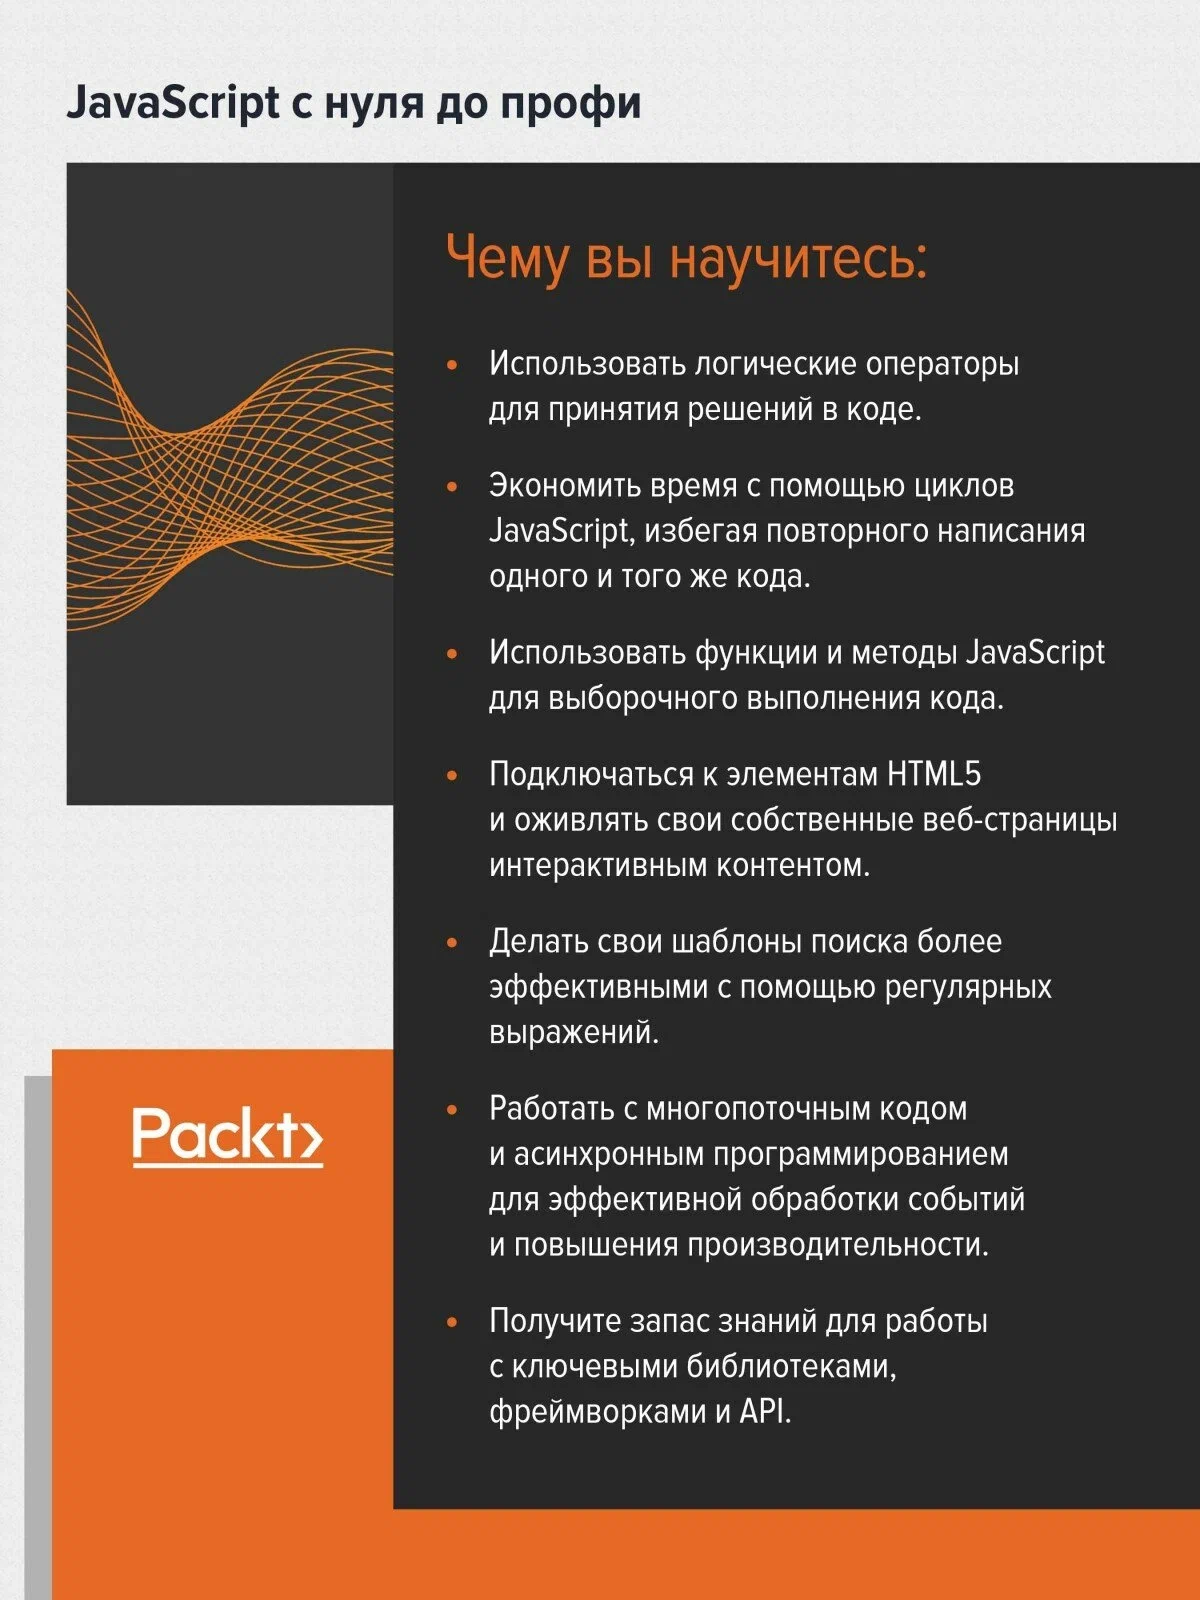 JavaScript с нуля до профи
Чему вы научитесь:
• Использовать логические операторы
для принятия решений в коде.
• Экономить время с помощью циклов
JavaScript, избегая повторного написания
одного и того же кода.
• Использовать функции и методы JavaScript
для выборочного выполнения кода.
• Подключаться к элементам HTML5
и оживлять свои собственные веб-страницы
интерактивным контентом.
• Делать свои шаблоны поиска более
эффективными с помощью регулярных
выражений.
• Работать с многопоточным кодом
и асинхронным программированием
для эффективной обработки событий
и повышения производительности.
• Получите запас знаний для работы
с ключевыми библиотеками,
фреймворками и API.
Packt>